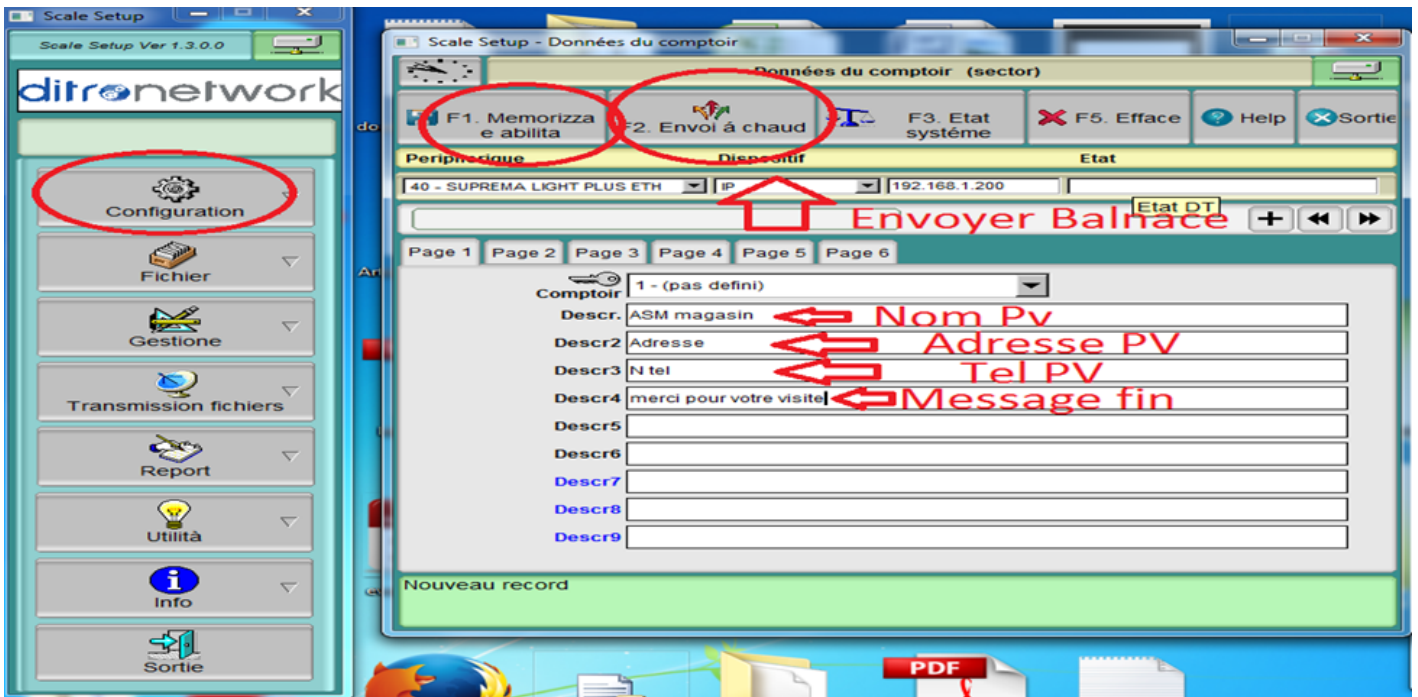 Scale Setup
Scale Setup Ver 1.3.0.0
ditronetwork
Configuration
Fichier
Gestione
Transmission fichiers
Report
Utilità
Info
Sortie
Scale Setup - Données du comptoir
Données du comptoir (sector)
F1. Memorizza e abilita
F2. Envoi á chaud
F3. Etat systéme
F5. Efface
Help
Sortie
Peripherique Dispositif Etat
40 - SUPREMA LIGHT PLUS ETH IP 192.168.1.200
Etat DT
Envoyer Balnace
Page 1 Page 2 Page 3 Page 4 Page 5 Page 6
Comptoir 1 - (pas defini)
Descr. ASM magasin Nom Pv
Descr2 Adresse Adresse PV
Descr3 N tel Tel PV
Descr4 merci pour votre visite Message fin
Descr5
Descr6
Descr7
Descr8
Descr9
Nouveau record
PDF